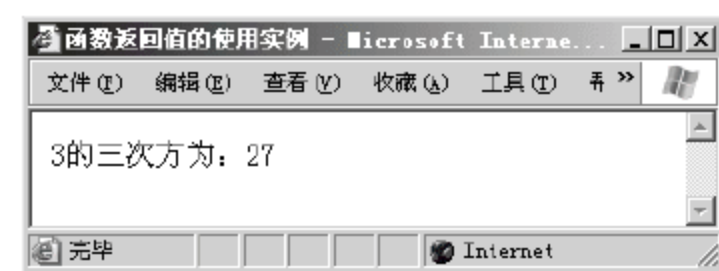 函数返回值的使用实例 - Microsoft Interne...
文件(F) 编辑(E) 查看(V) 收藏(A) 工具(T) »
3的三次方为：27
完毕 Internet